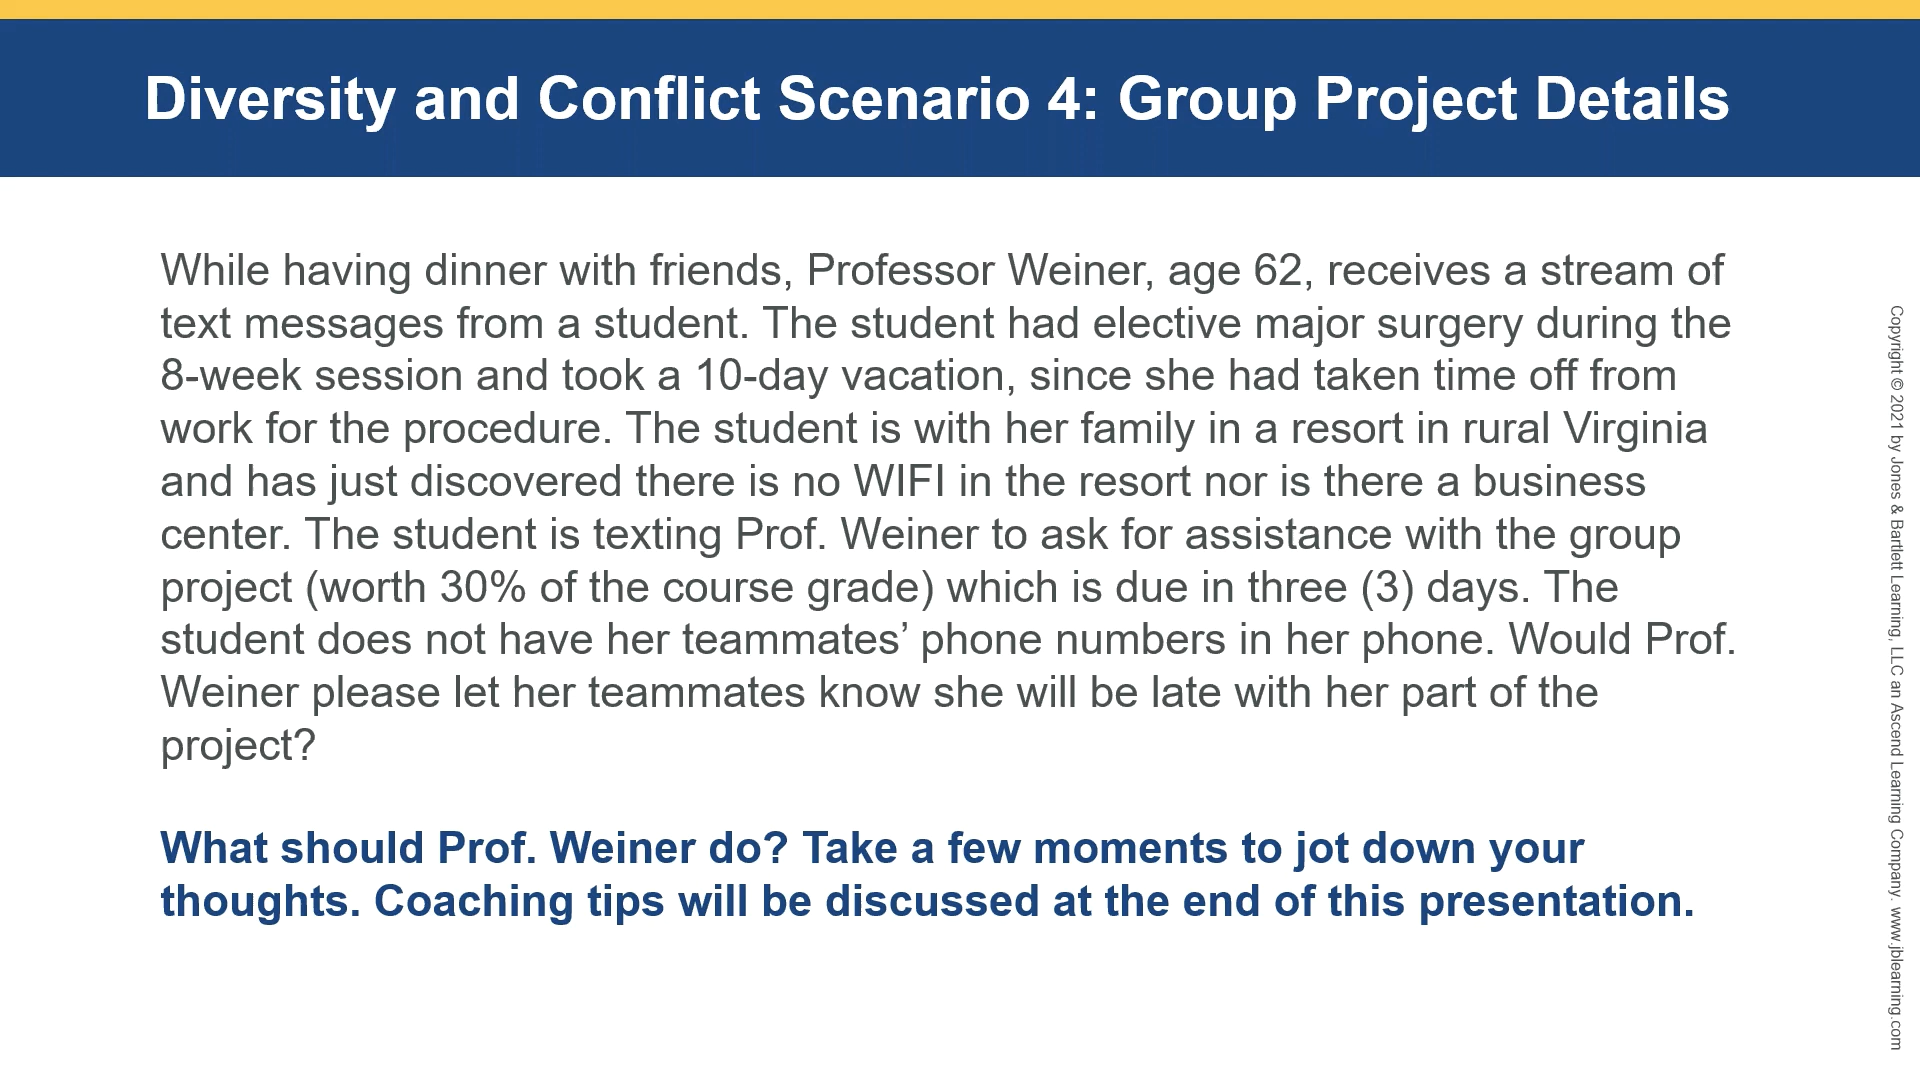 Diversity and Conflict Scenario 4: Group Project Details
While having dinner with friends, Professor Weiner, age 62, receives a stream of
text messages from a student. The student had elective major surgery during the
8-week session and took a 10-day vacation, since she had taken time off from
work for the procedure. The student is with her family in a resort in rural Virginia
and has just discovered there is no WIFI in the resort nor is there a business
center. The student is texting Prof. Weiner to ask for assistance with the group
project (worth 30% of the course grade) which is due in three (3) days. The
student does not have her teammates’ phone numbers in her phone. Would Prof.
Weiner please let her teammates know she will be late with her part of the
project?
What should Prof. Weiner do? Take a few moments to jot down your
thoughts. Coaching tips will be discussed at the end of this presentation.
Copyright © 2021 by Jones & Bartlett Learning, LLC an Ascend Learning Company. www.jblearning.com